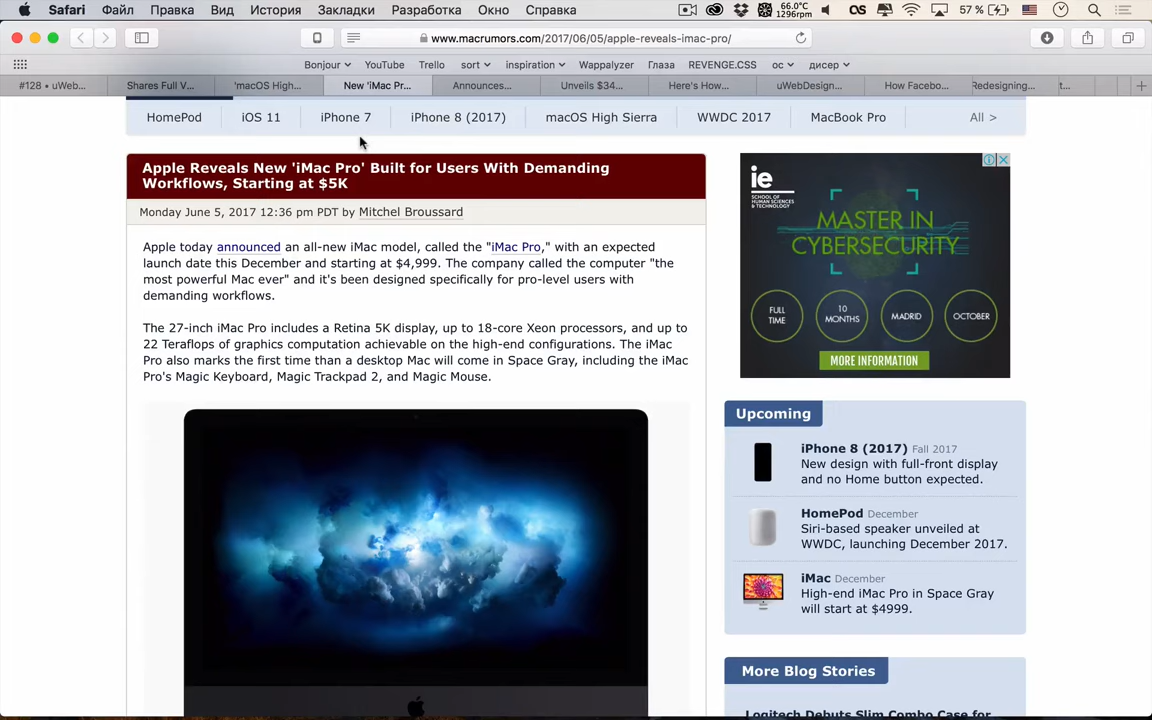 Safari Файл Правка Вид История Закладки Разработка Окно Справка 66.0°C 1296rpm 57 %
www.macrumors.com/2017/06/05/apple-reveals-imac-pro/
Bonjour YouTube Trello sort inspiration Wappalyzer Глаза REVENGE.CSS ос дисер
#128 • uWeb... Shares Full V... 'macOS High... New 'iMac Pr... Announces... Unveils $34... Here's How... uWebDesign... How Facebo... Redesigning... t...
HomePod iOS 11 iPhone 7 iPhone 8 (2017) macOS High Sierra WWDC 2017 MacBook Pro All >
Apple Reveals New 'iMac Pro' Built for Users With Demanding
Workflows, Starting at $5K
Monday June 5, 2017 12:36 pm PDT by Mitchel Broussard
Apple today announced an all-new iMac model, called the "iMac Pro," with an expected
launch date this December and starting at $4,999. The company called the computer "the
most powerful Mac ever" and it's been designed specifically for pro-level users with
demanding workflows.
The 27-inch iMac Pro includes a Retina 5K display, up to 18-core Xeon processors, and up to
22 Teraflops of graphics computation achievable on the high-end configurations. The iMac
Pro also marks the first time than a desktop Mac will come in Space Gray, including the iMac
Pro's Magic Keyboard, Magic Trackpad 2, and Magic Mouse.
ie
SCHOOL OF
HUMAN SCIENCES
& TECHNOLOGY
MASTER IN
CYBERSECURITY
FULL
TIME
10
MONTHS
MADRID
OCTOBER
MORE INFORMATION
Upcoming
iPhone 8 (2017) Fall 2017
New design with full-front display
and no Home button expected.
HomePod December
Siri-based speaker unveiled at
WWDC, launching December 2017.
iMac December
High-end iMac Pro in Space Gray
will start at $4999.
More Blog Stories
Logitech Debuts Slim Combo Case for